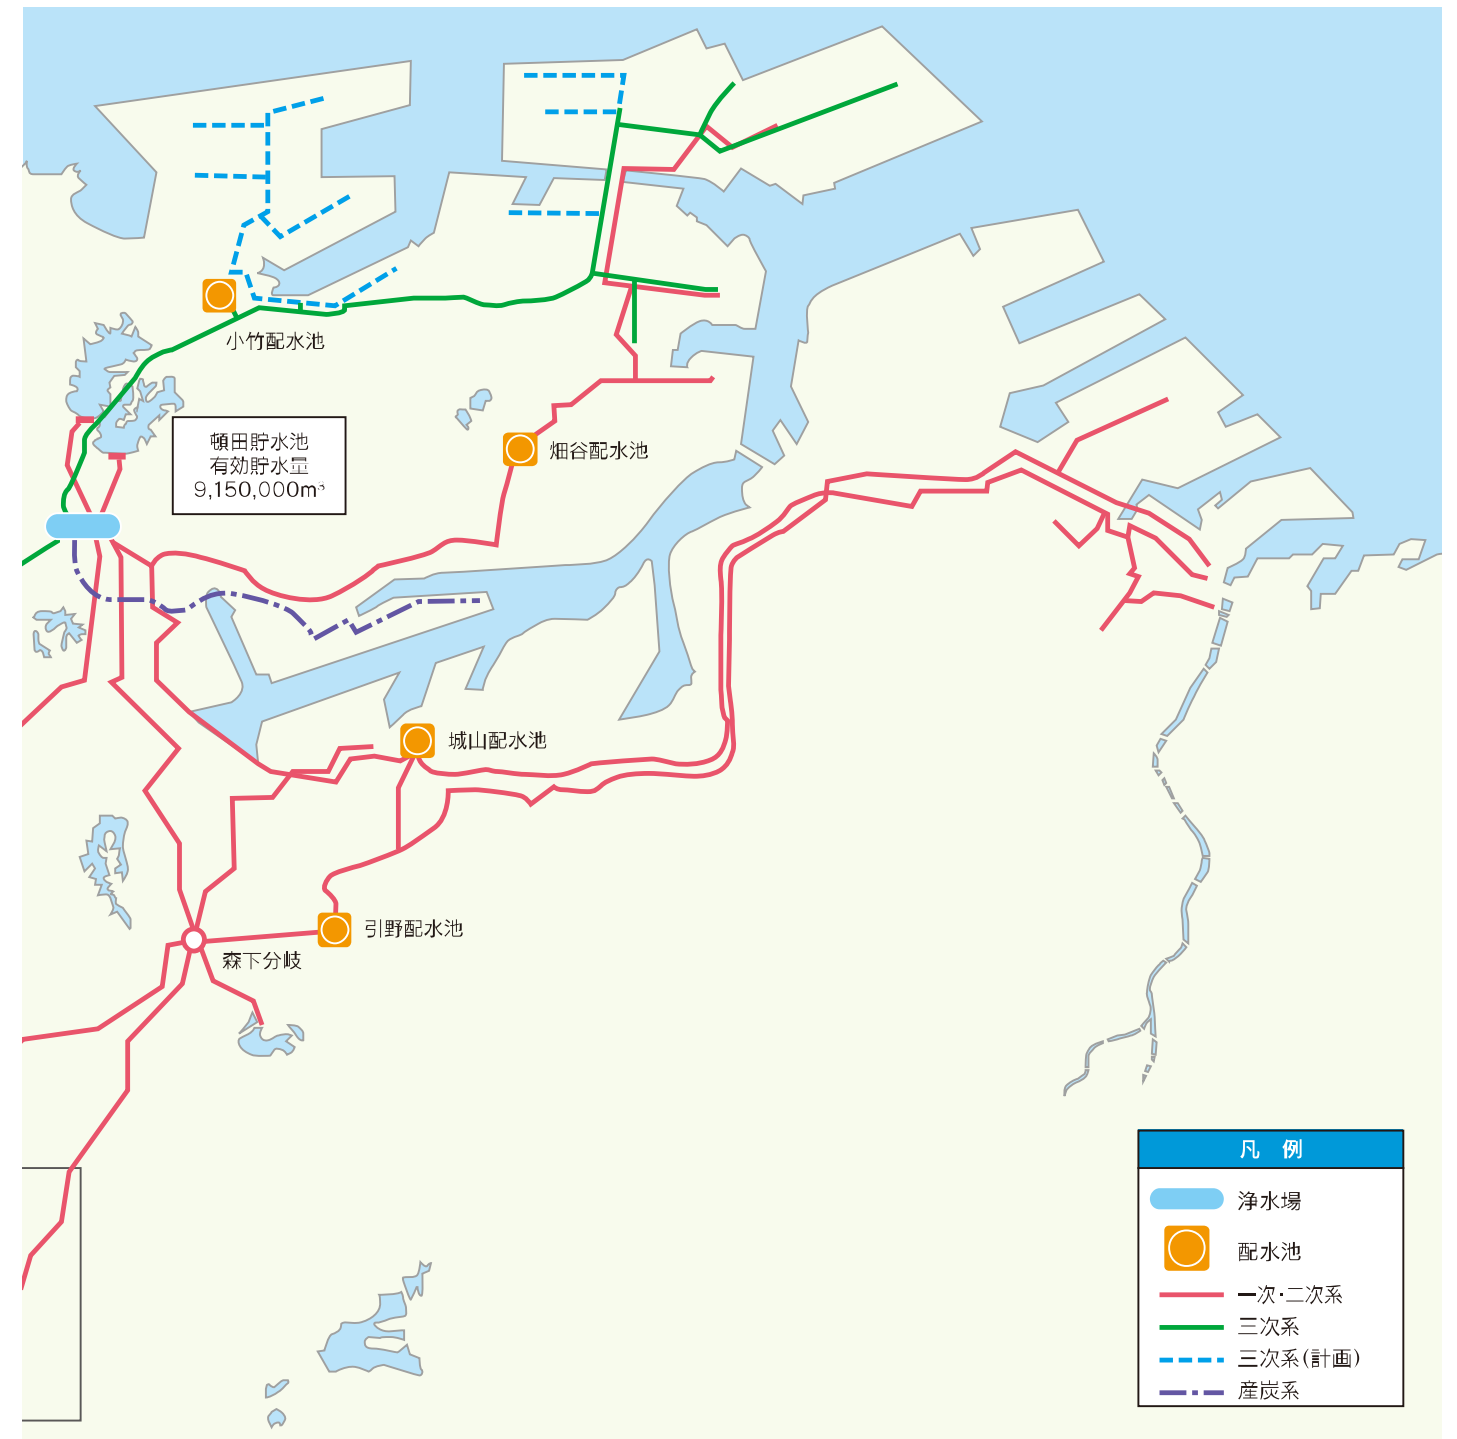 小竹配水池
頓田貯水池
有効貯水量
9,150,000m³
畑谷配水池
城山配水池
引野配水池
森下分岐
凡 例
浄水場
配水池
一次・二次系
三次系
三次系(計画)
産炭系